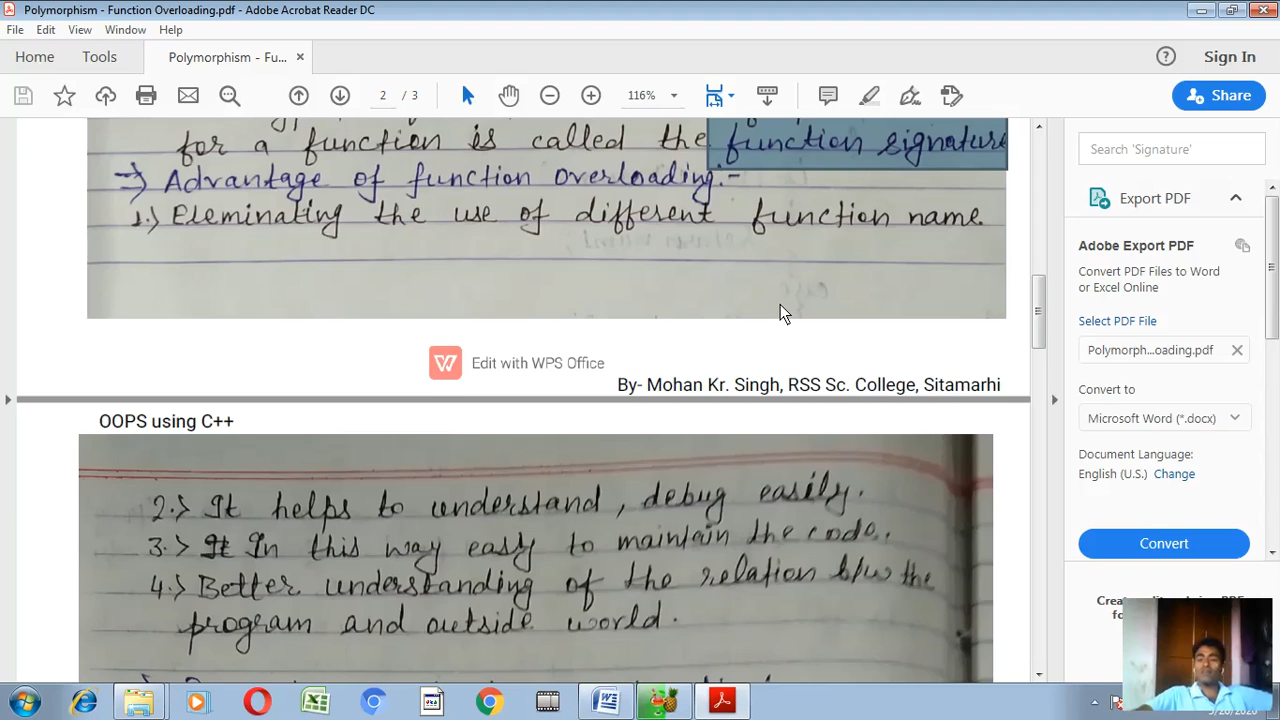 Polymorphism - Function Overloading.pdf - Adobe Acrobat Reader DC
File Edit View Window Help
Home Tools Polymorphism - Fu... × Sign In
2 / 3 116% Share
for a function is called the function signature
⇒ Advantage of function overloading:-
1.> Eleminating the use of different function name
Edit with WPS Office
By- Mohan Kr. Singh, RSS Sc. College, Sitamarhi
OOPS using C++
2.> It helps to understand, debug easily.
3.> In this way easy to maintain the code.
4.> Better understanding of the relation b/w the
program and outside world.
Search 'Signature'
Export PDF
Adobe Export PDF
Convert PDF Files to Word
or Excel Online
Select PDF File
Polymorph...oading.pdf
Convert to
Microsoft Word (*.docx)
Document Language:
English (U.S.) Change
Convert